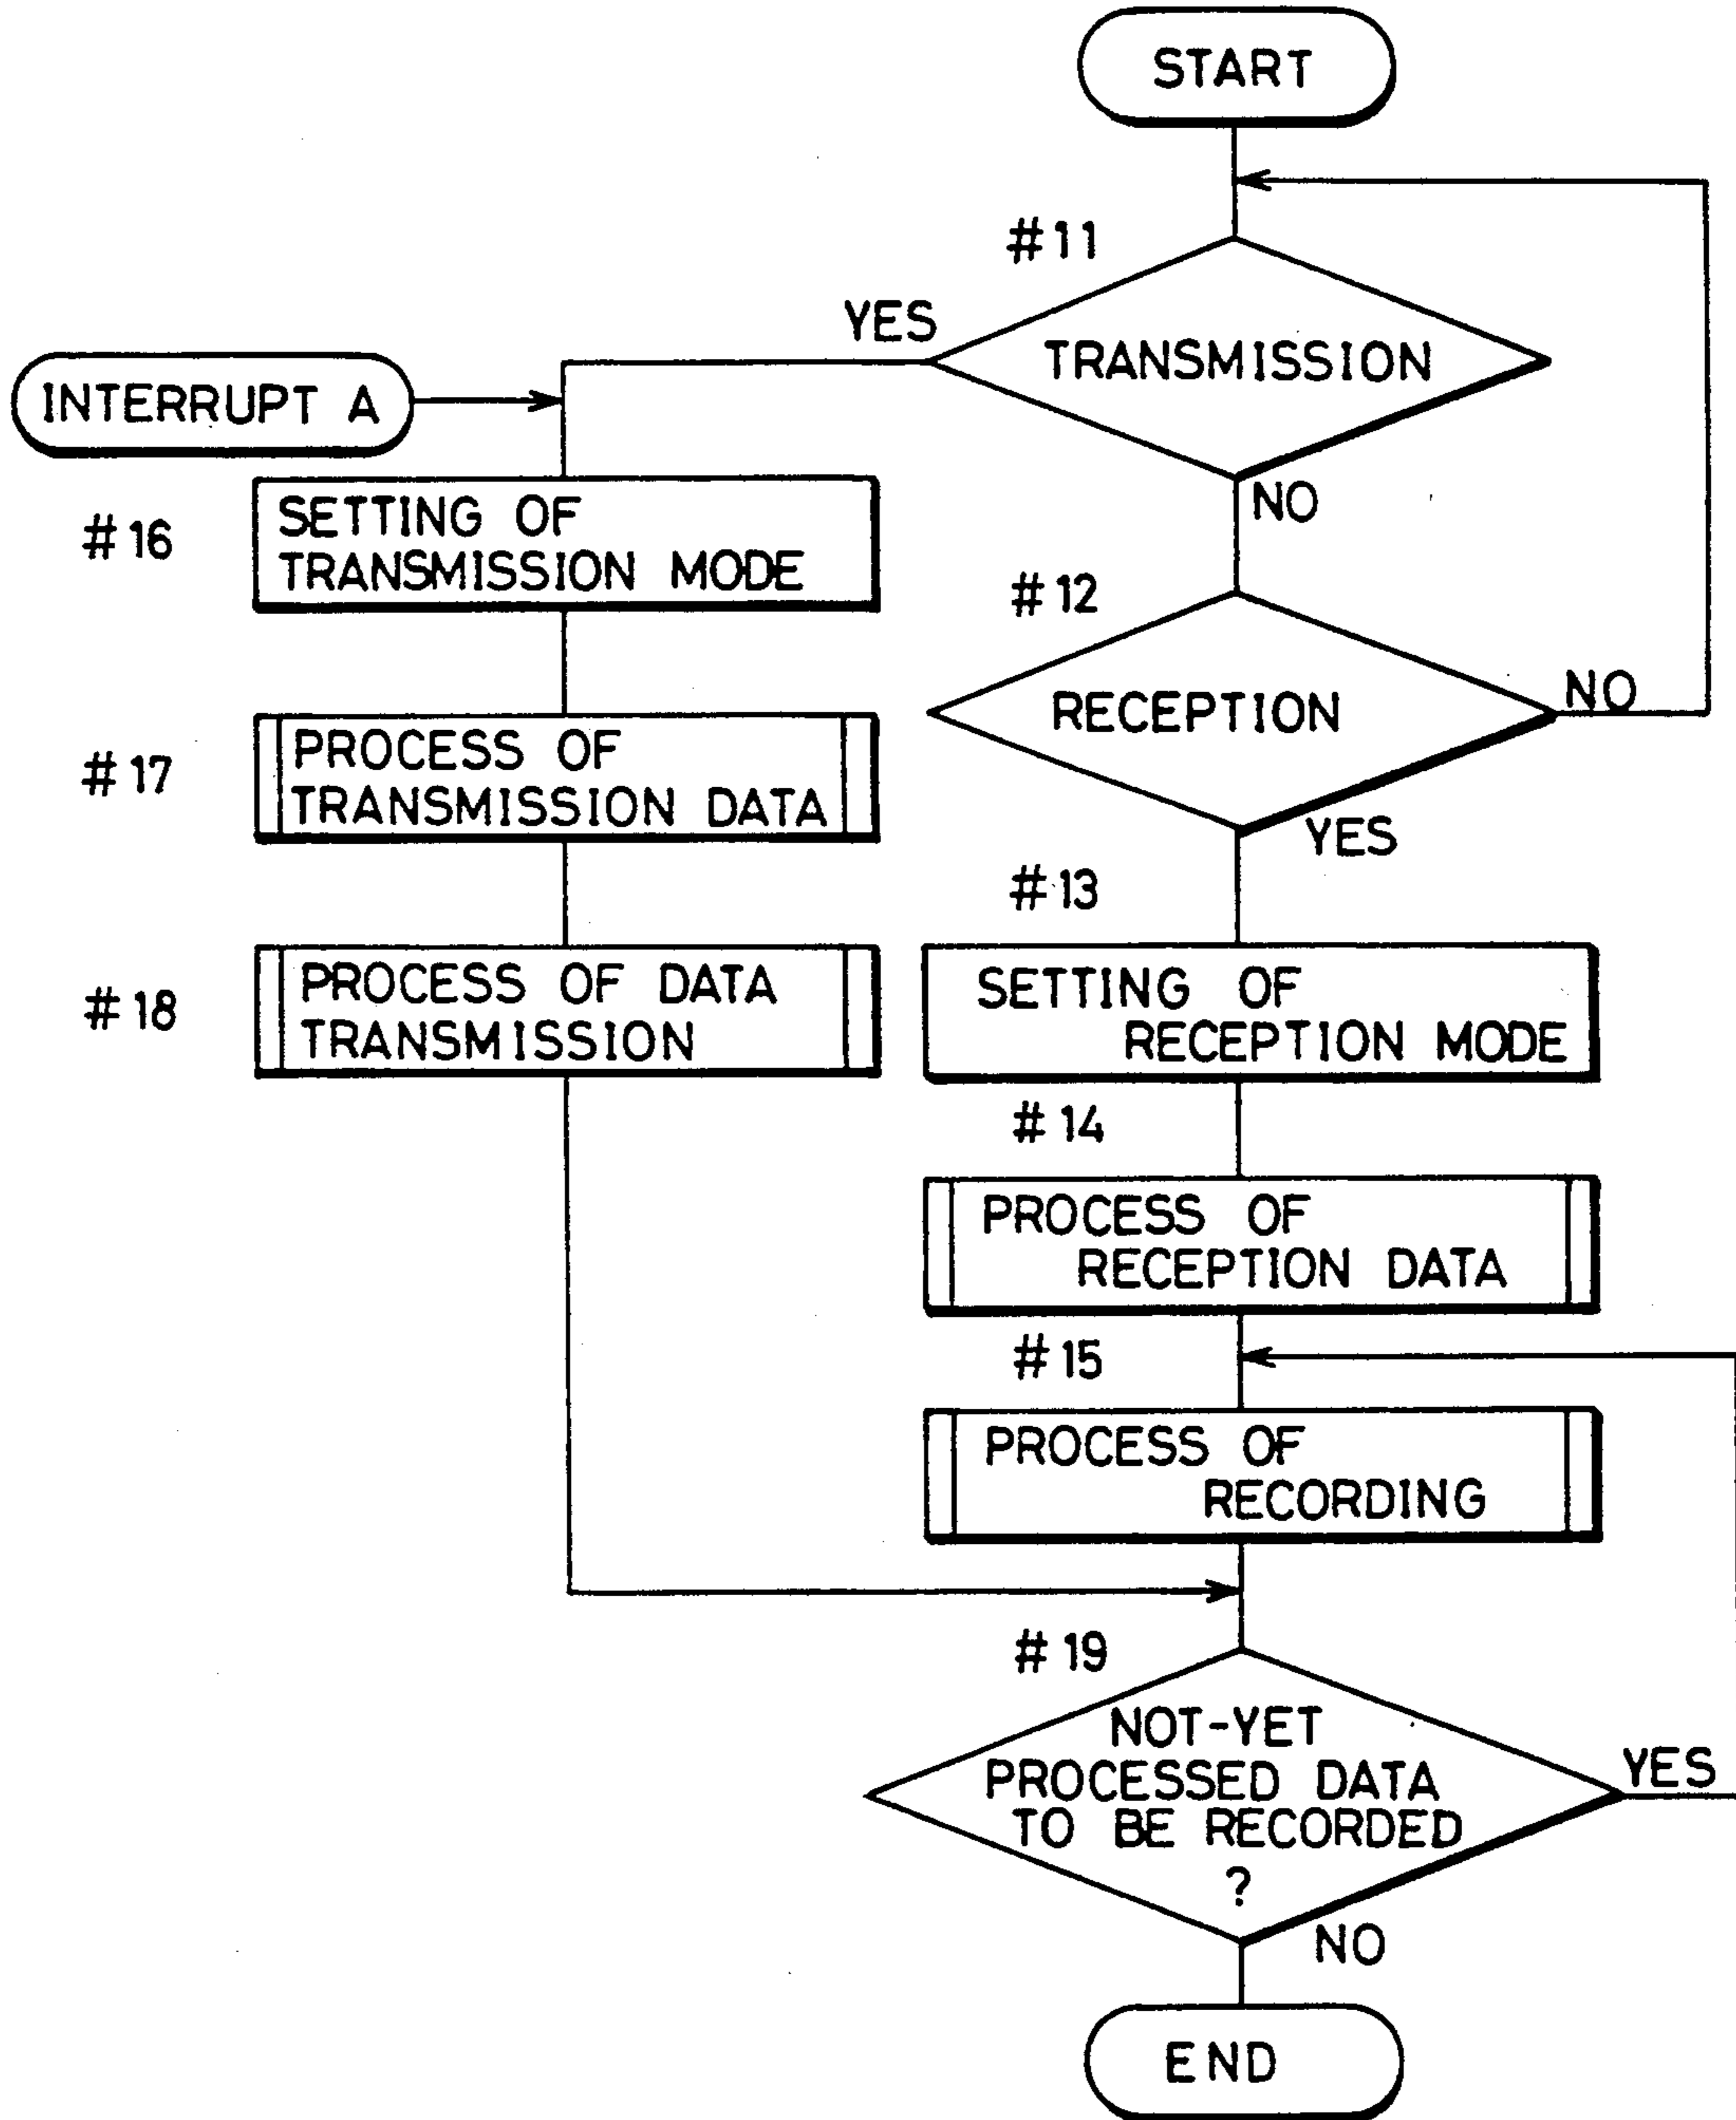 START
#11
YES
TRANSMISSION
INTERRUPT A
NO
#16
SETTING OF
TRANSMISSION MODE
#12
RECEPTION
NO
#17
PROCESS OF
TRANSMISSION DATA
YES
#13
#18
PROCESS OF DATA
TRANSMISSION
SETTING OF
RECEPTION MODE
#14
PROCESS OF
RECEPTION DATA
#15
PROCESS OF
RECORDING
#19
NOT-YET
PROCESSED DATA
TO BE RECORDED
?
YES
NO
END